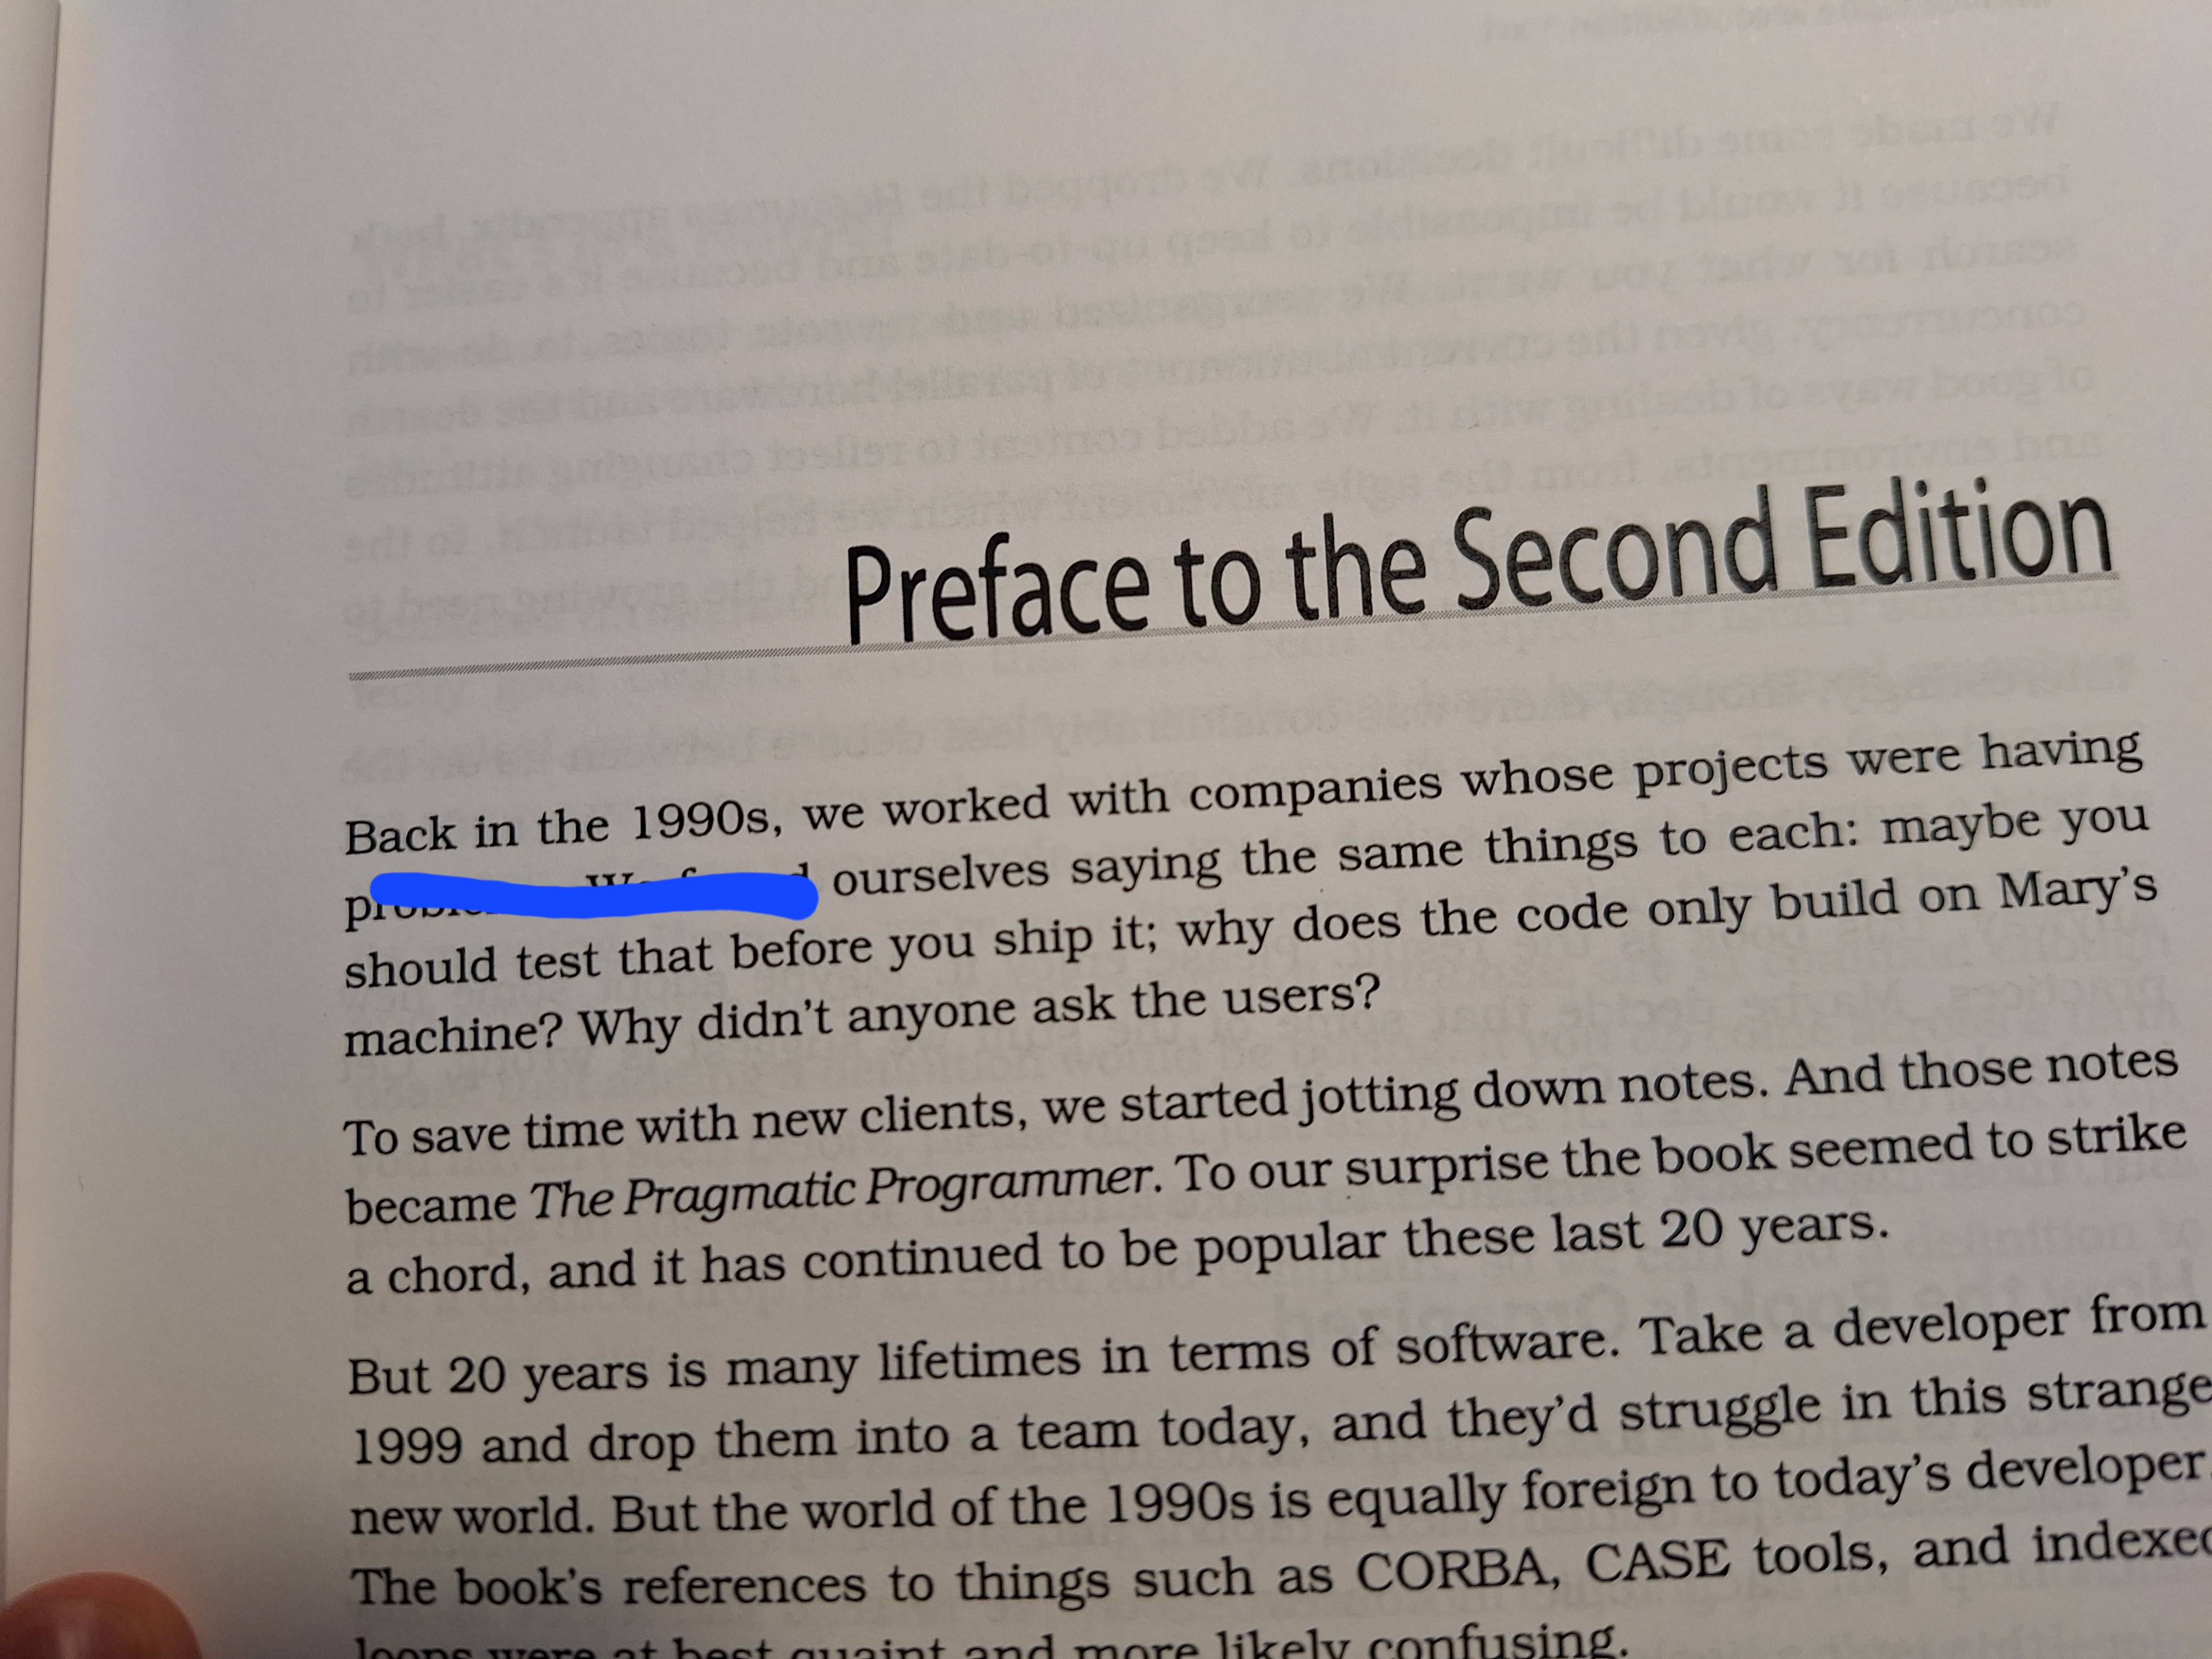 Preface to the Second Edition
Back in the 1990s, we worked with companies whose projects were having
ourselves saying the same things to each: maybe you
should test that before you ship it; why does the code only build on Mary's
machine? Why didn't anyone ask the users?
To save time with new clients, we started jotting down notes. And those notes
became The Pragmatic Programmer. To our surprise the book seemed to strike
a chord, and it has continued to be popular these last 20 years.
But 20 years is many lifetimes in terms of software. Take a developer from
1999 and drop them into a team today, and they'd struggle in this strange
new world. But the world of the 1990s is equally foreign to today's developer.
The book's references to things such as CORBA, CASE tools, and indexed
loops were at best quaint and more likely confusing.